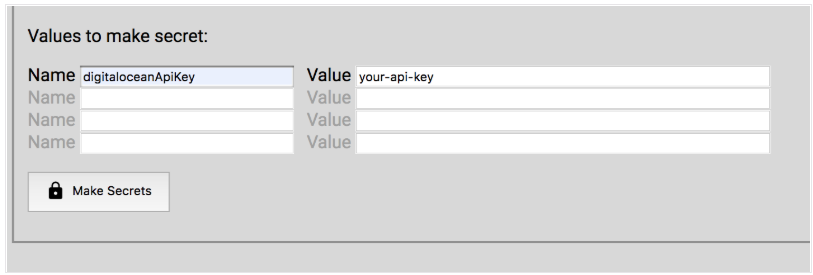 Values to make secret:
Name digitaloceanApiKey Value your-api-key
Name Value
Name Value
Name Value
Make Secrets